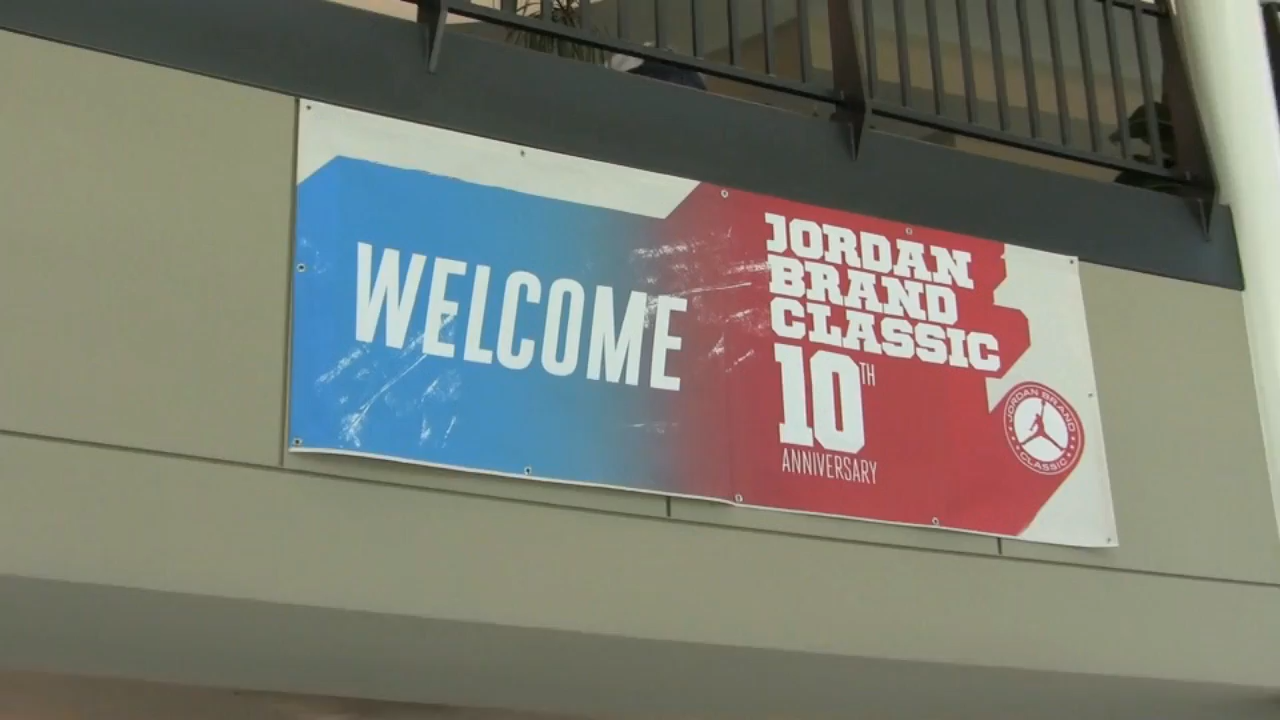 WELCOME
JORDAN
BRAND
CLASSIC
10TH
ANNIVERSARY
JORDAN BRAND
CLASSIC